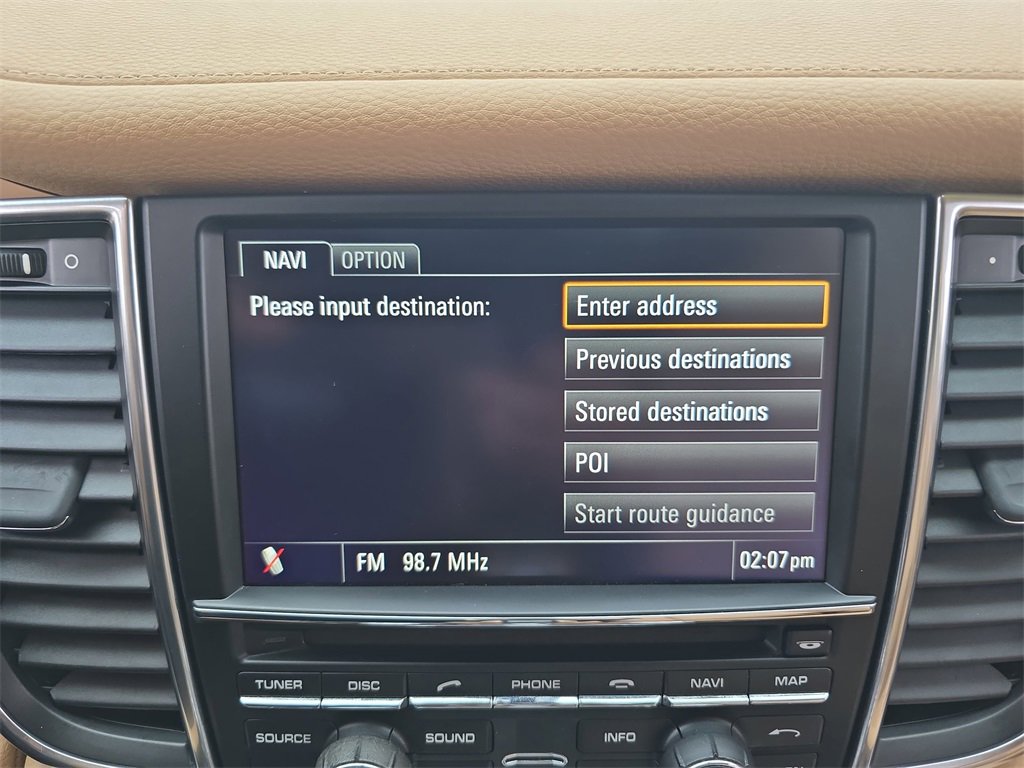 NAVI OPTION
Please input destination:
Enter address
Previous destinations
Stored destinations
POI
Start route guidance
FM 98.7 MHz 02:07pm
TUNER DISC PHONE NAVI MAP
SOURCE SOUND INFO